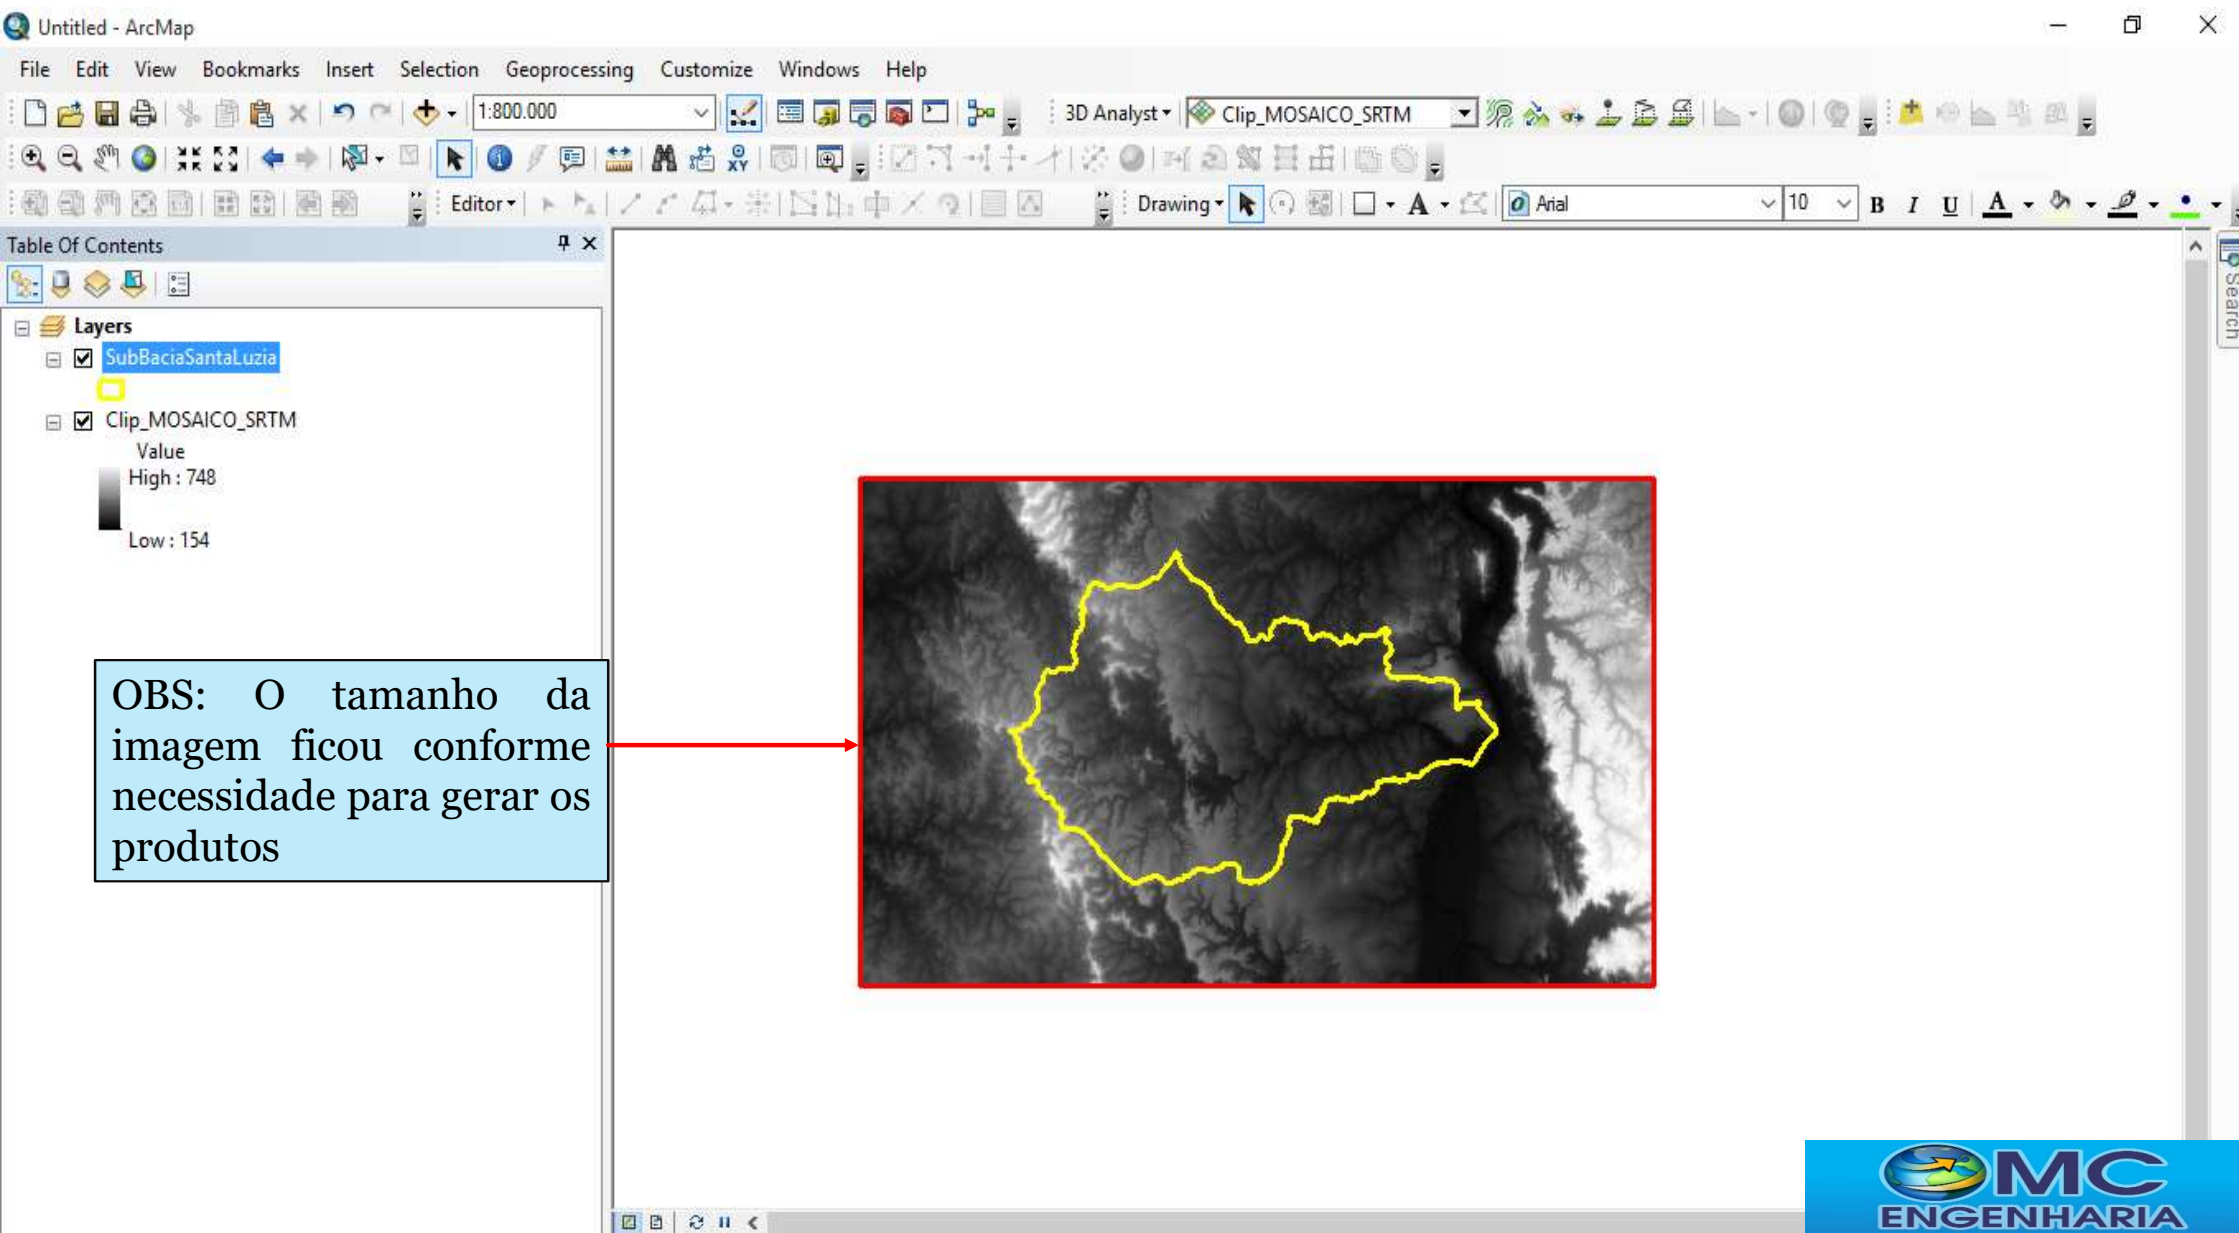 Untitled - ArcMap
File Edit View Bookmarks Insert Selection Geoprocessing Customize Windows Help
1:800.000 3D Analyst Clip_MOSAICO_SRTM
Editor Drawing A Arial 10 B I U A
Table Of Contents
Search
Layers
SubBaciaSantaLuzia
Clip_MOSAICO_SRTM
Value
High : 748
Low : 154
OBS: O tamanho da
imagem ficou conforme
necessidade para gerar os
produtos
MC
ENGENHARIA